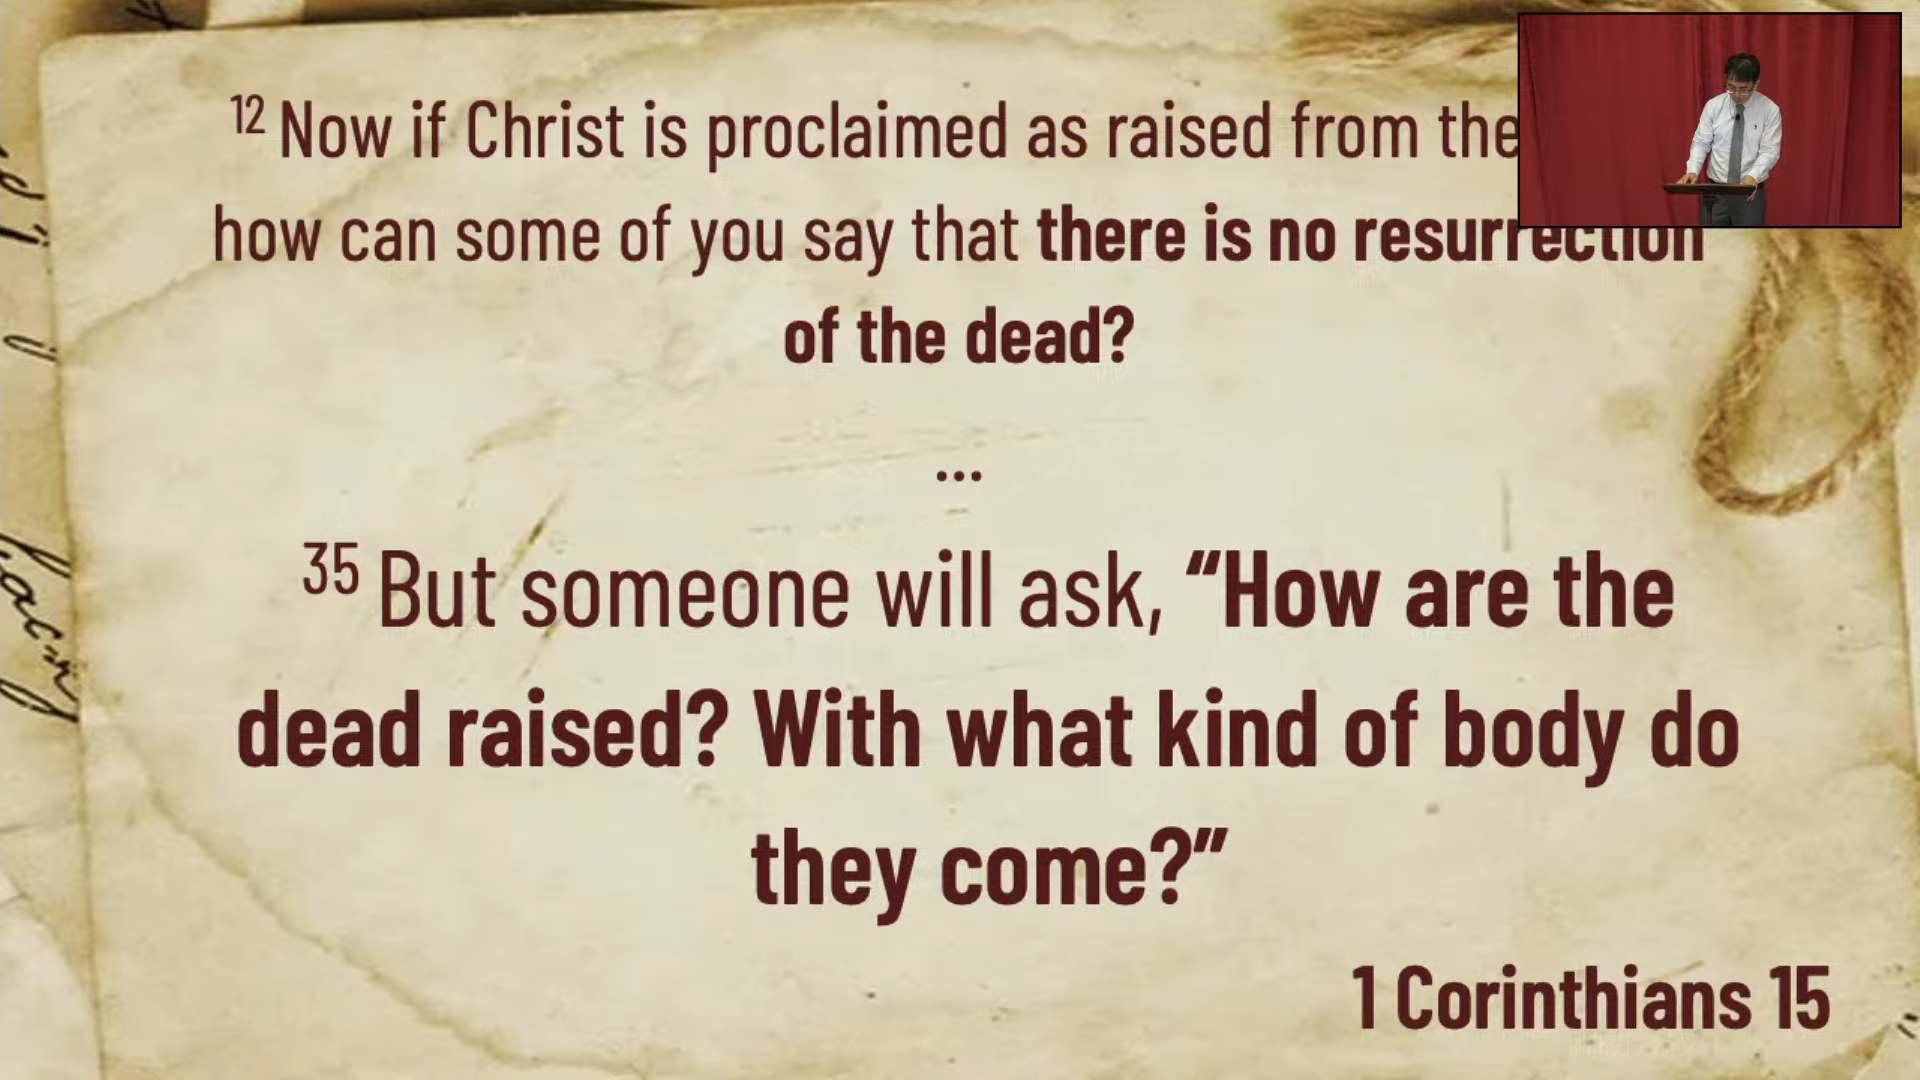 12 Now if Christ is proclaimed as raised from the
how can some of you say that there is no resurrection
of the dead?
...
35 But someone will ask, “How are the
dead raised? With what kind of body do
they come?”
1 Corinthians 15